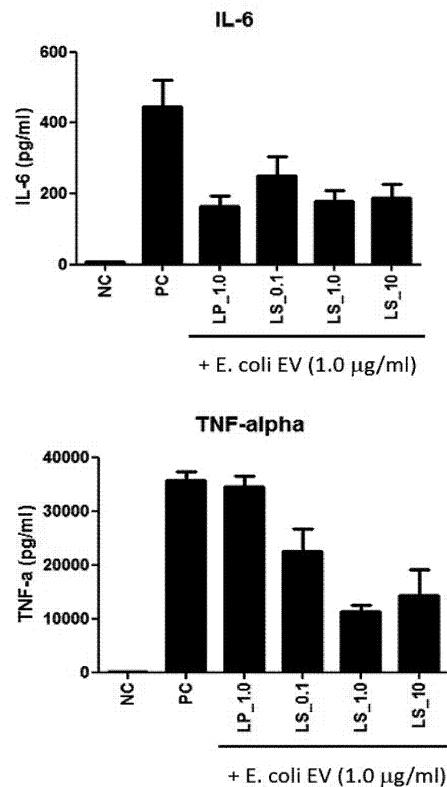 IL-6
600
400
200
0
IL-6 (pg/ml)
NC
PC
LP_1.0
LS_0.1
LS_1.0
LS_10
+ E. coli EV (1.0 μg/ml)
TNF-alpha
40000
30000
20000
10000
0
TNF-a (pg/ml)
NC
PC
LP_1.0
LS_0.1
LS_1.0
LS_10
+ E. coli EV (1.0 μg/ml)